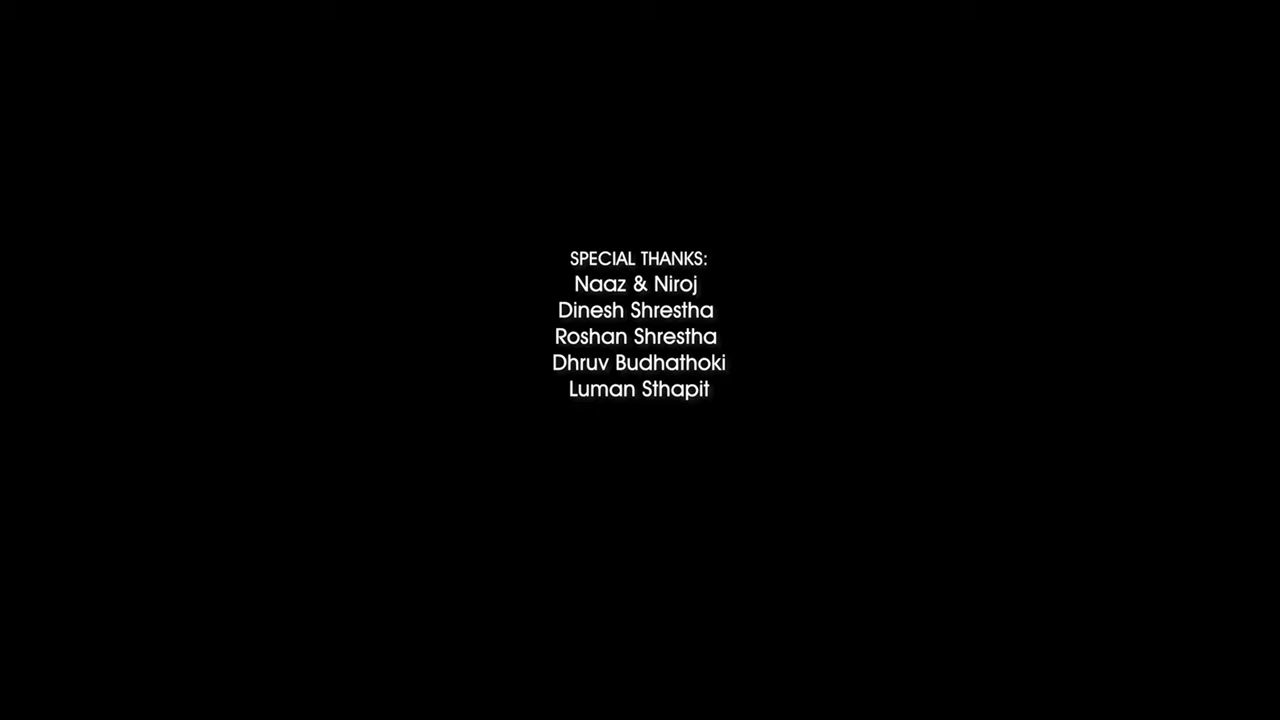 SPECIAL THANKS:
Naaz & Niroj
Dinesh Shrestha
Roshan Shrestha
Dhruv Budhathoki
Luman Sthapit